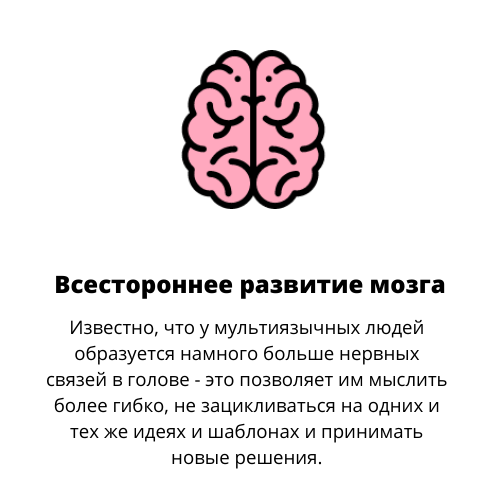 Всестороннее развитие мозга
Известно, что у мультиязычных людей
образуется намного больше нервных
связей в голове - это позволяет им мыслить
более гибко, не зацикливаться на одних и
тех же идеях и шаблонах и принимать
новые решения.